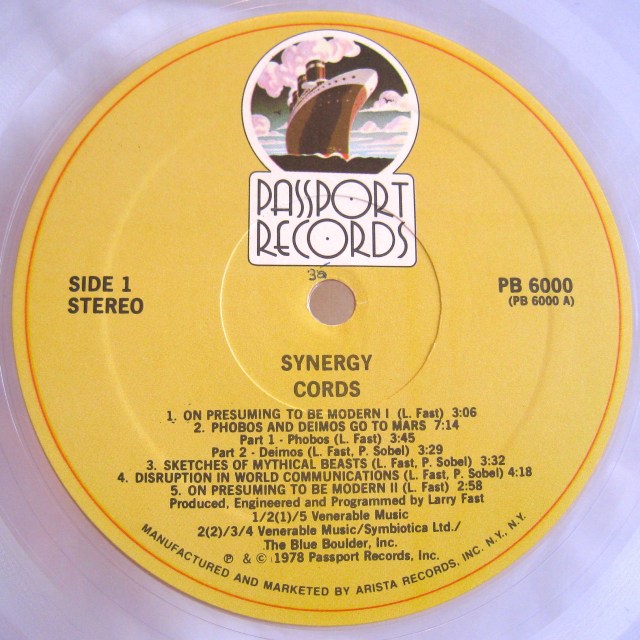 PASSPORT
RECORDS
SIDE 1
STEREO
PB 6000
(PB 6000 A)
SYNERGY
CORDS
1. ON PRESUMING TO BE MODERN I (L. Fast) 3:06
2. PHOBOS AND DEIMOS GO TO MARS 7:14
Part 1 - Phobos (L. Fast) 3:45
Part 2 - Deimos (L. Fast, P. Sobel) 3:29
3. SKETCHES OF MYTHICAL BEASTS (L. Fast, P. Sobel) 3:32
4. DISRUPTION IN WORLD COMMUNICATIONS (L. Fast, P. Sobel) 4:18
5. ON PRESUMING TO BE MODERN II (L. Fast) 2:58
Produced, Engineered and Programmed by Larry Fast
1/2(1)/5 Venerable Music
2(2)/3/4 Venerable Music/Symbiotica Ltd./
The Blue Boulder, Inc.
℗ & © 1978 Passport Records, Inc.
MANUFACTURED AND MARKETED BY ARISTA RECORDS, INC. N.Y., N.Y.